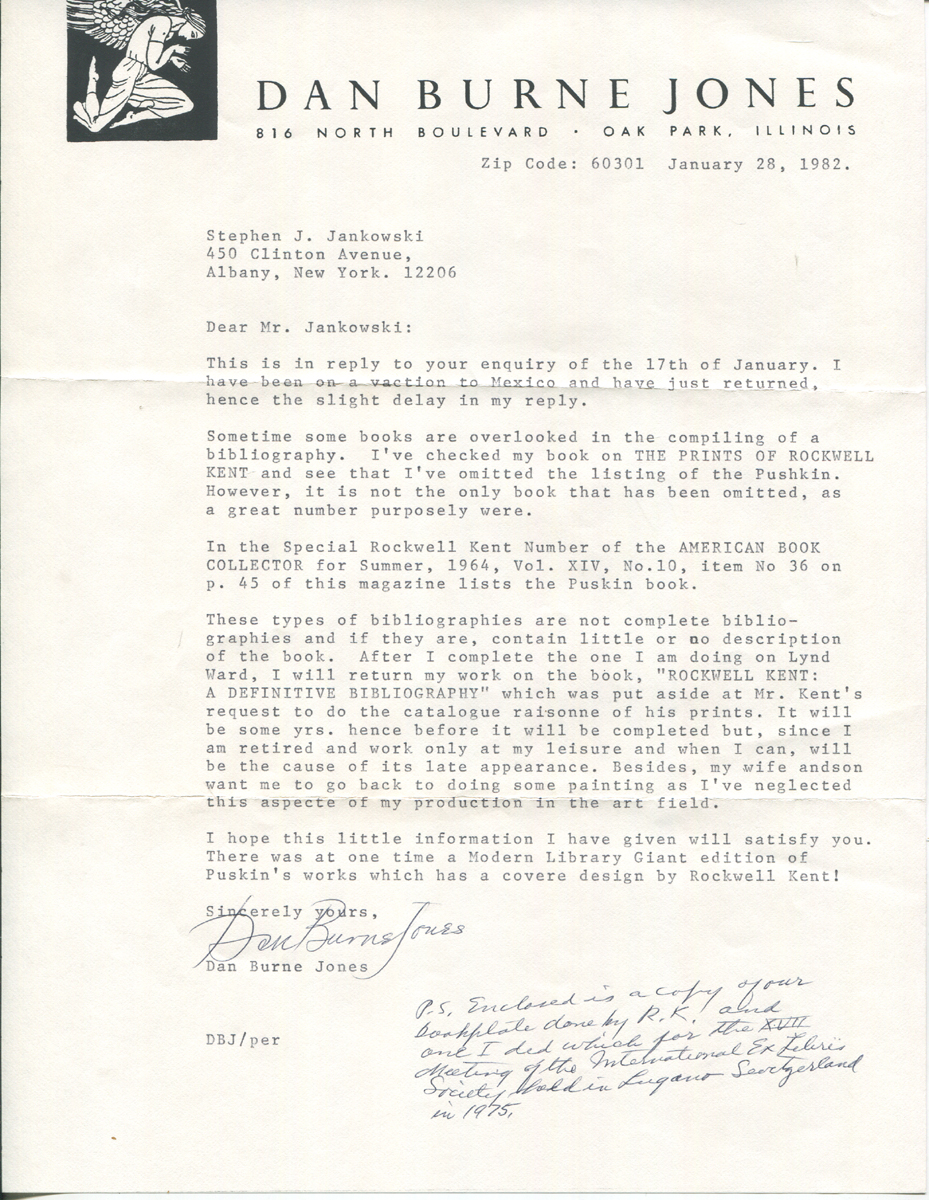 DAN BURNE JONES
816 NORTH BOULEVARD · OAK PARK, ILLINOIS
Zip Code: 60301  January 28, 1982.
Stephen J. Jankowski
450 Clinton Avenue,
Albany, New York. 12206
Dear Mr. Jankowski:
This is in reply to your enquiry of the 17th of January. I
have been on a vaction to Mexico and have just returned,
hence the slight delay in my reply.
Sometime some books are overlooked in the compiling of a
bibliography.  I've checked my book on THE PRINTS OF ROCKWELL
KENT and see that I've omitted the listing of the Pushkin.
However, it is not the only book that has been omitted, as
a great number purposely were.
In the Special Rockwell Kent Number of the AMERICAN BOOK
COLLECTOR for Summer, 1964, Vol. XIV, No.10, item No 36 on
p. 45 of this magazine lists the Puskin book.
These types of bibliographies are not complete biblio-
graphies and if they are, contain little or no description
of the book.  After I complete the one I am doing on Lynd
Ward, I will return my work on the book, "ROCKWELL KENT:
A DEFINITIVE BIBLIOGRAPHY" which was put aside at Mr. Kent's
request to do the catalogue raisonne of his prints. It will
be some yrs. hence before it will be completed but, since I
am retired and work only at my leisure and when I can, will
be the cause of its late appearance. Besides, my wife andson
want me to go back to doing some painting as I've neglected
this aspecte of my production in the art field.
I hope this little information I have given will satisfy you.
There was at one time a Modern Library Giant edition of
Puskin's works which has a covere design by Rockwell Kent!
Sincerely yours,
Dan Burne Jones
Dan Burne Jones
DBJ/per
P.S. Enclosed is a copy of our
bookplate done by R.K. and
one I did which for the XVII
Meeting of the International Ex Libris
Society held in Lugano Sevtzerland
in 1975.